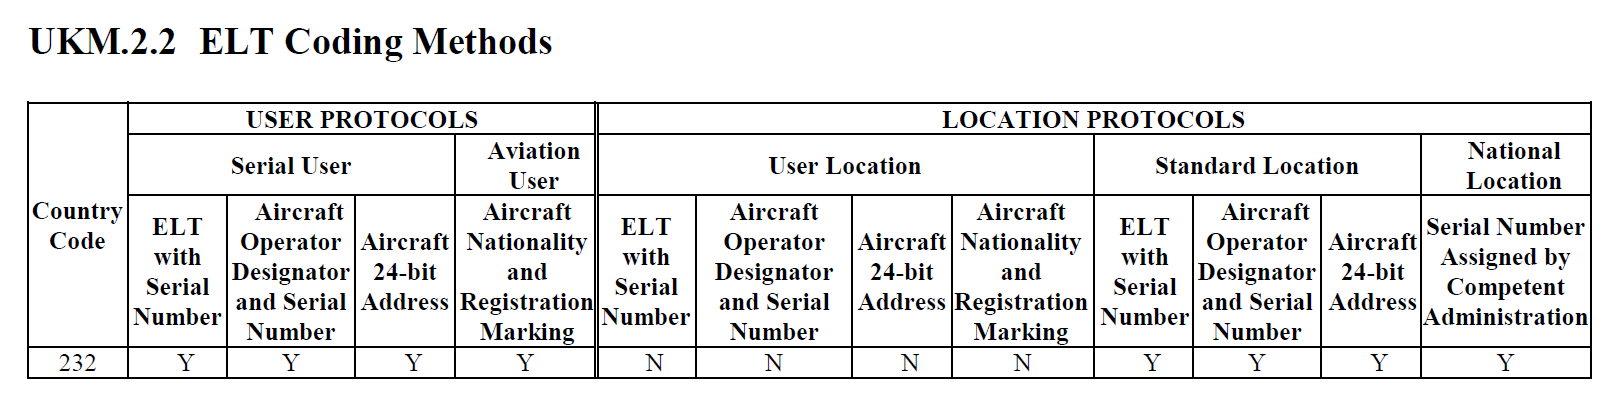 UKM.2.2 ELT Coding Methods
USER PROTOCOLS
LOCATION PROTOCOLS
Serial User
Aviation
User
User Location
Standard Location
National
Location
Country
Code
ELT
with
Serial
Number
Aircraft
Operator
Designator
and Serial
Number
Aircraft
24-bit
Address
Aircraft
Nationality
and
Registration
Marking
ELT
with
Serial
Number
Aircraft
Operator
Designator
and Serial
Number
Aircraft
24-bit
Address
Aircraft
Nationality
and
Registration
Marking
ELT
with
Serial
Number
Aircraft
Operator
Designator
and Serial
Number
Aircraft
24-bit
Address
Serial Number
Assigned by
Competent
Administration
232 Y Y Y Y N N N N Y Y Y Y